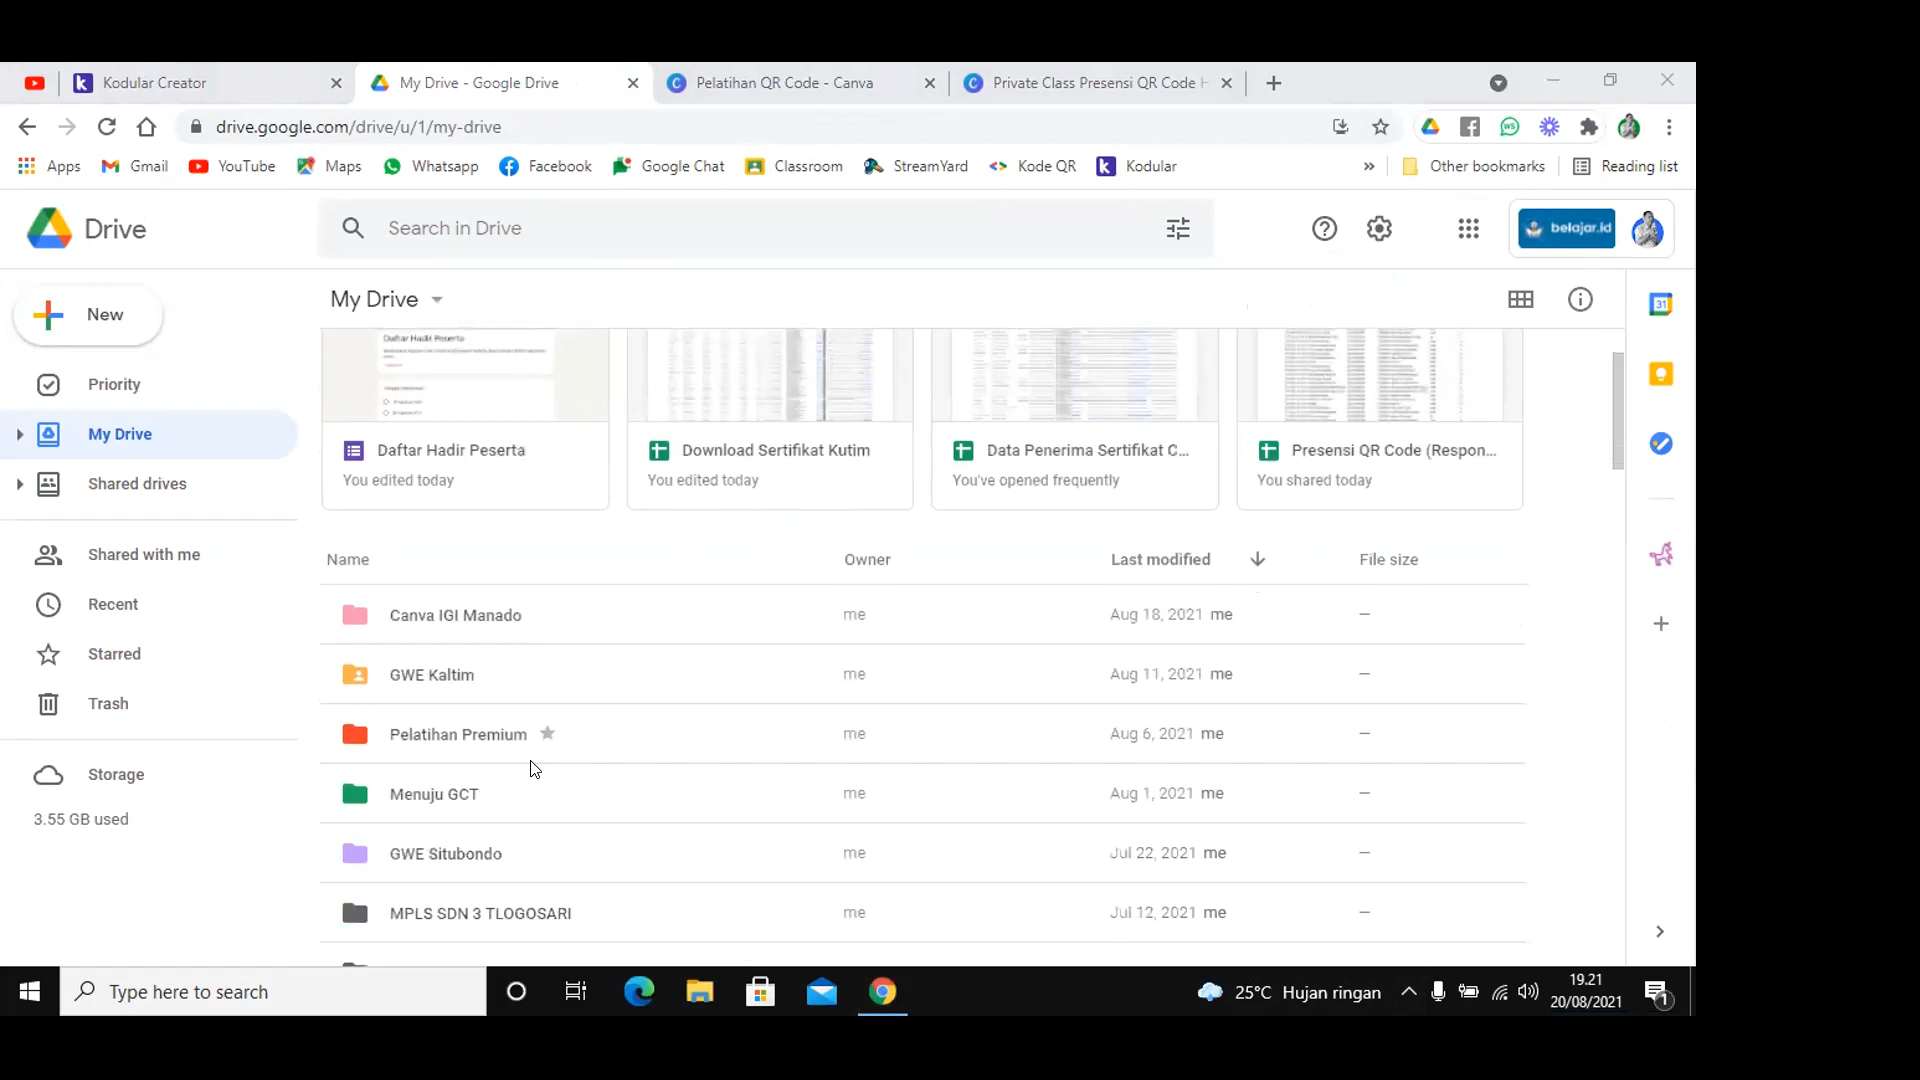 Kodular Creator
My Drive - Google Drive
Pelatihan QR Code - Canva
Private Class Presensi QR Code H
drive.google.com/drive/u/1/my-drive
Apps
Gmail
YouTube
Maps
Whatsapp
Facebook
Google Chat
Classroom
StreamYard
Kode QR
Kodular
»
Other bookmarks
Reading list
Drive
Search in Drive
belajar.id
My Drive
New
Priority
My Drive
Shared drives
Shared with me
Recent
Starred
Trash
Storage
3.55 GB used
Daftar Hadir Peserta
Daftar Hadir Peserta
You edited today
Download Sertifikat Kutim
You edited today
Data Penerima Sertifikat C...
You've opened frequently
Presensi QR Code (Respon...
You shared today
Name Owner Last modified File size
Canva IGI Manado me Aug 18, 2021 me –
GWE Kaltim me Aug 11, 2021 me –
Pelatihan Premium me Aug 6, 2021 me –
Menuju GCT me Aug 1, 2021 me –
GWE Situbondo me Jul 22, 2021 me –
MPLS SDN 3 TLOGOSARI me Jul 12, 2021 me –
31
Type here to search
25°C Hujan ringan
19.21
20/08/2021
1